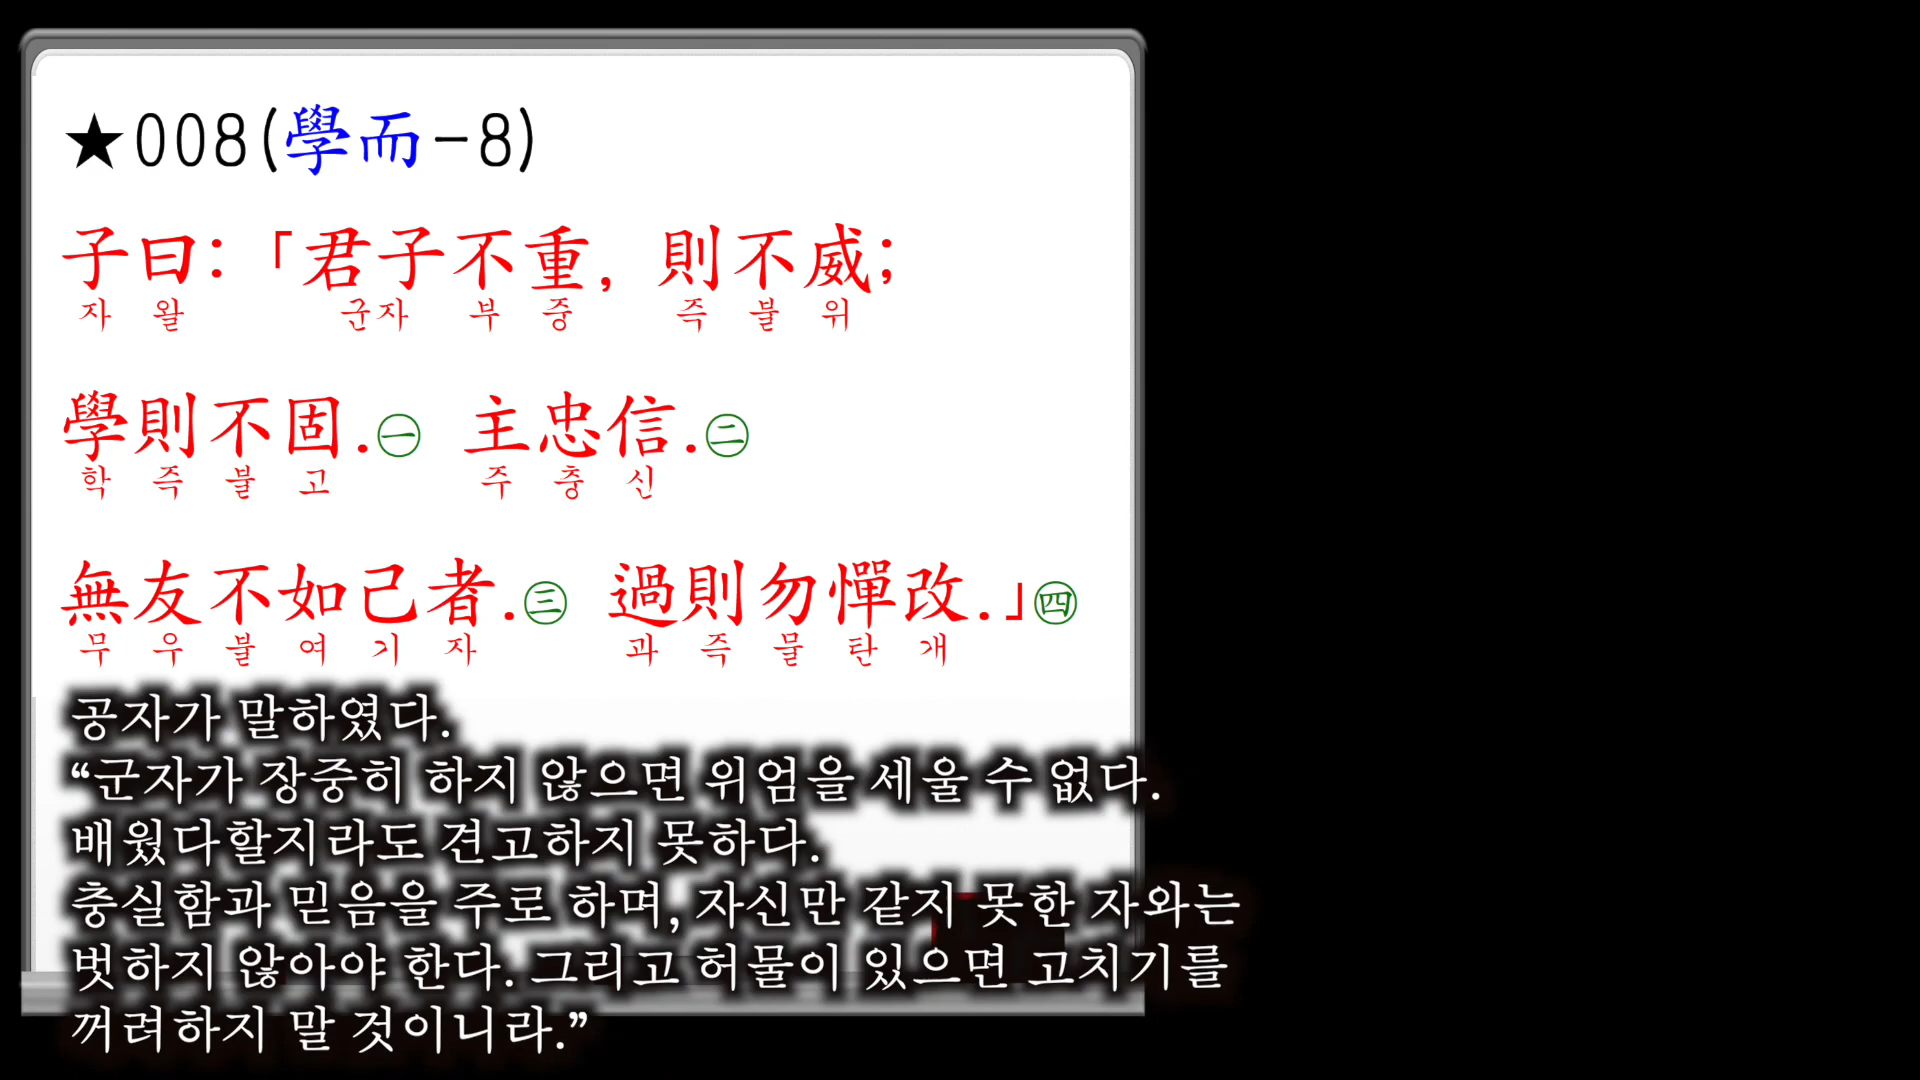 ★008(學而-8)
子曰:「君子不重, 則不威;
자 왈 군자 부 중 즉 불 위
學則不固.㊀ 主忠信.㊁
학 즉 불 고 주 충 신
無友不如己者.㊂ 過則勿憚改.」㊃
무 우 불 여 기 자 과 즉 물 탄 개
공자가 말하였다.
“군자가 장중히 하지 않으면 위엄을 세울 수 없다.
배웠다할지라도 견고하지 못하다.
충실함과 믿음을 주로 하며, 자신만 같지 못한 자와는
벗하지 않아야 한다. 그리고 허물이 있으면 고치기를
꺼려하지 말 것이니라.”